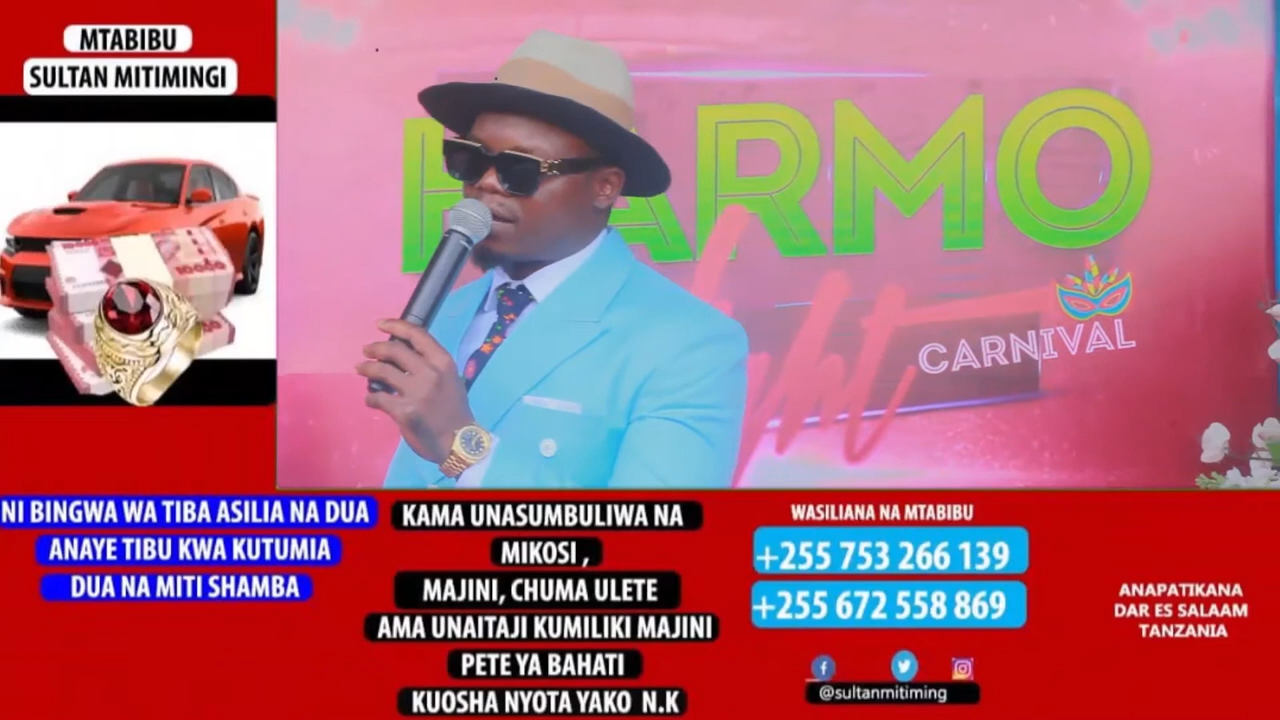 MTABIBU
SULTAN MITIMINGI
HARMO
CARNIVAL
NI BINGWA WA TIBA ASILIA NA DUA
ANAYE TIBU KWA KUTUMIA
DUA NA MITI SHAMBA
KAMA UNASUMBULIWA NA
MIKOSI ,
MAJINI, CHUMA ULETE
AMA UNAITAJI KUMILIKI MAJINI
PETE YA BAHATI
KUOSHA NYOTA YAKO N.K
WASILIANA NA MTABIBU
+255 753 266 139
+255 672 558 869
@sultanmitiming
ANAPATIKANA
DAR ES SALAAM
TANZANIA